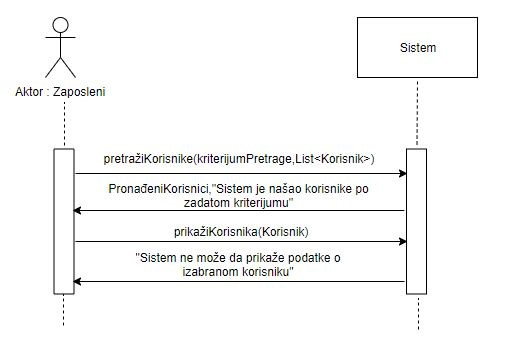 Sistem
Aktor : Zaposleni
pretražiKorisnike(kriterijumPretrage,List<Korisnik>)
PronađeniKorisnici,"Sistem je našao korisnike po
zadatom kriterijumu"
prikažiKorisnika(Korisnik)
"Sistem ne može da prikaže podatke o
izabranom korisniku"